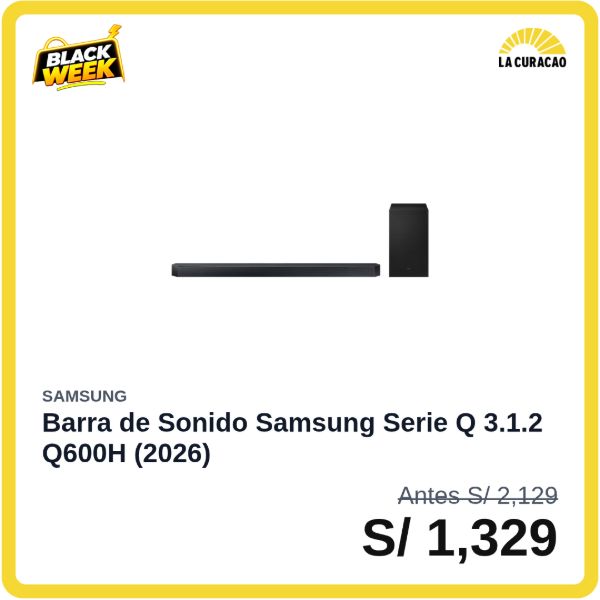 BLACK
WEEK
LA CURACAO
SAMSUNG
Barra de Sonido Samsung Serie Q 3.1.2
Q600H (2026)
Antes S/ 2,129
S/ 1,329